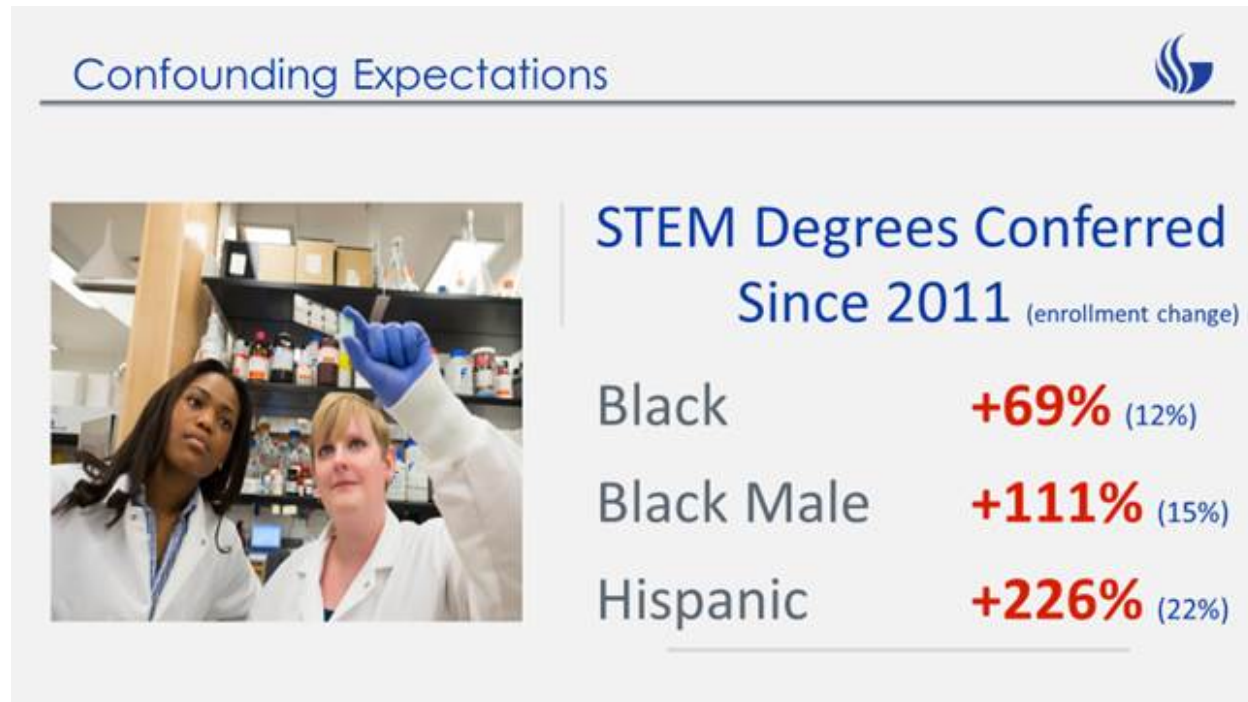 Confounding Expectations
STEM Degrees Conferred
Since 2011 (enrollment change)
Black +69% (12%)
Black Male +111% (15%)
Hispanic +226% (22%)